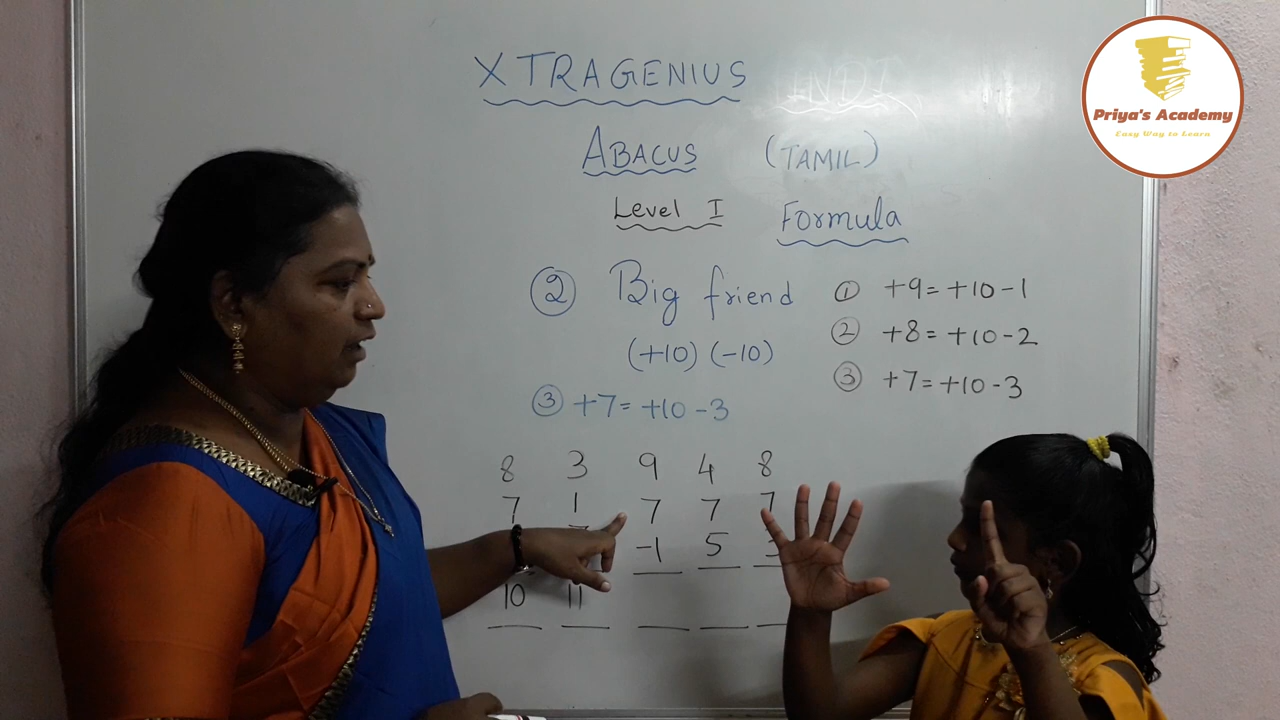 XTRAGENIUS
ABACUS (TAMIL)
Level I Formula
② Big friend
(+10) (-10)
③ +7= +10 -3
① +9= +10 -1
② +8= +10 -2
③ +7= +10 -3
8 3 9 4 8
7 1 7 7 7
-1 5
10 11
Priya's Academy
Easy Way to Learn